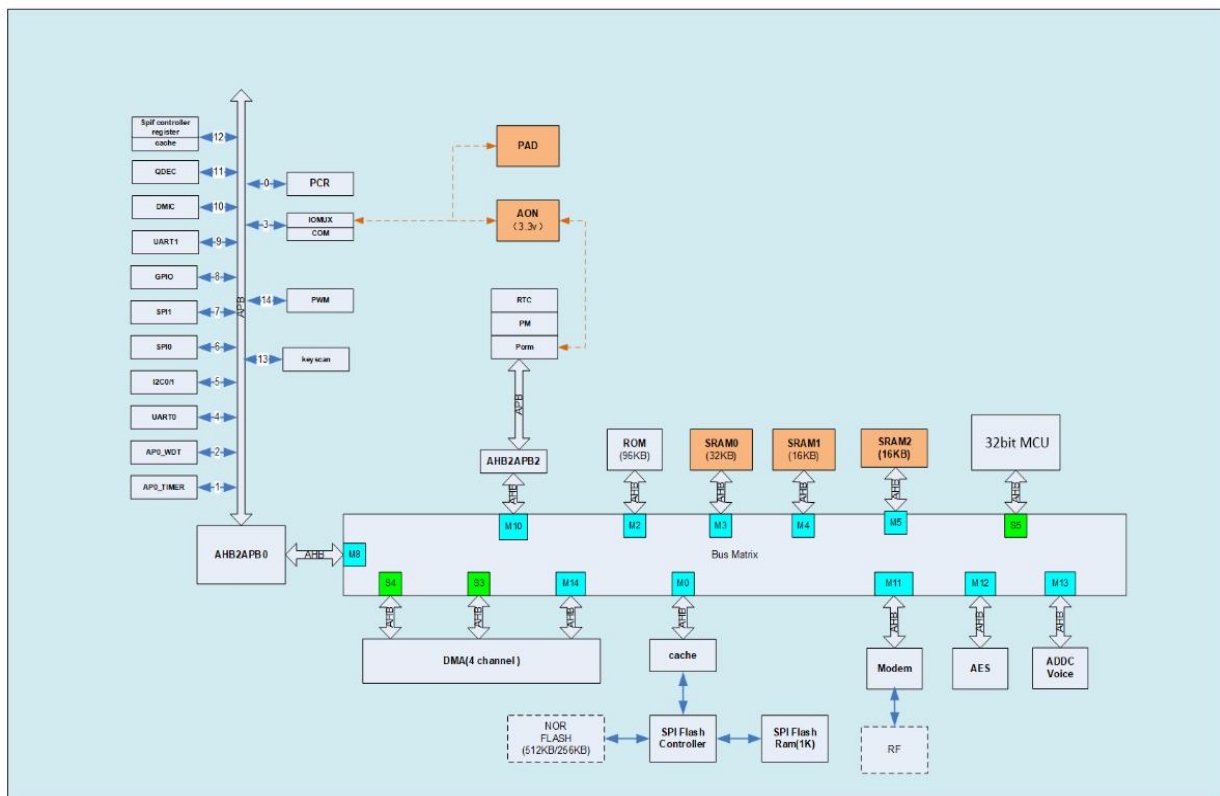 Spif controller
register
cache
12
QDEC
11
DMIC
10
UART1
9
GPIO
8
SPI1
7
SPI0
6
I2C0/1
5
UART0
4
AP0_WDT
2
AP0_TIMER
1
APB
0
PCR
3
IOMUX
COM
14
PWM
13
keyscan
PAD
AON
(3.3v)
RTC
PM
Porm
APB
AHB2APB2
AHB
M10
ROM
(96KB)
AHB
M2
SRAM0
(32KB)
AHB
M3
SRAM1
(16KB)
AHB
M4
SRAM2
(16KB)
AHB
M5
32bit MCU
AHB
S5
AHB2APB0
AHB
M8
Bus Matrix
S4
S3
M14
M0
M11
M12
M13
AHB
AHB
AHB
AHB
AHB
AHB
AHB
DMA(4 channel )
cache
Modem
AES
ADDC
Voice
NOR
FLASH
(512KB/256KB)
SPI Flash
Controller
SPI Flash
Ram(1K)
RF